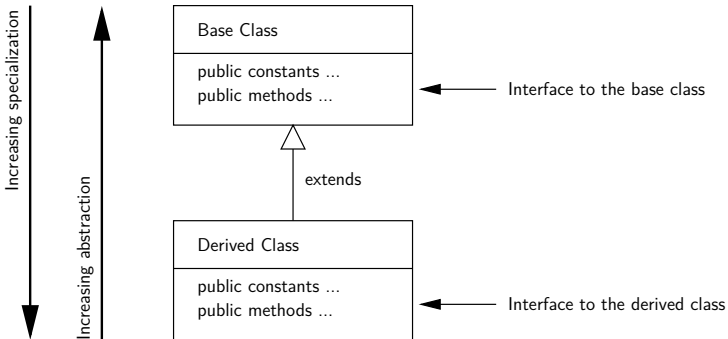 Increasing specialization
Increasing abstraction
Base Class
public constants ...
public methods ...
Interface to the base class
extends
Derived Class
public constants ...
public methods ...
Interface to the derived class